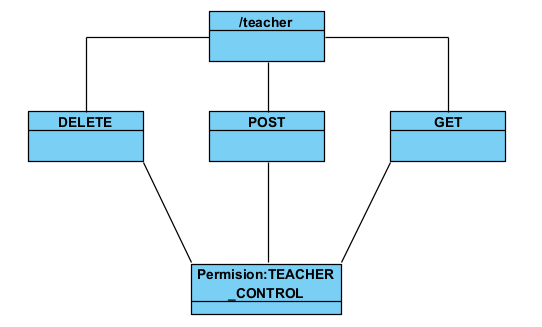 /teacher
DELETE
POST
GET
Permision:TEACHER
_CONTROL